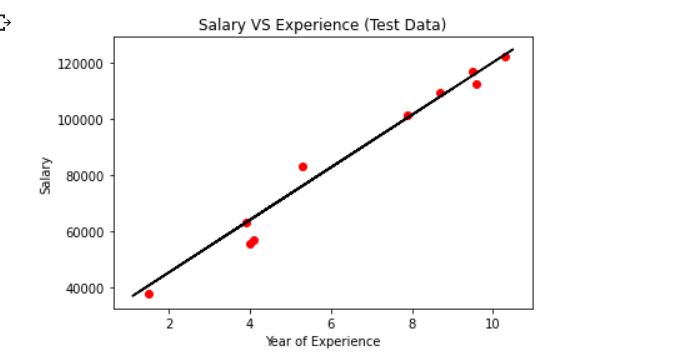 Salary VS Experience (Test Data)
120000
100000
80000
60000
40000
Salary
2 4 6 8 10
Year of Experience